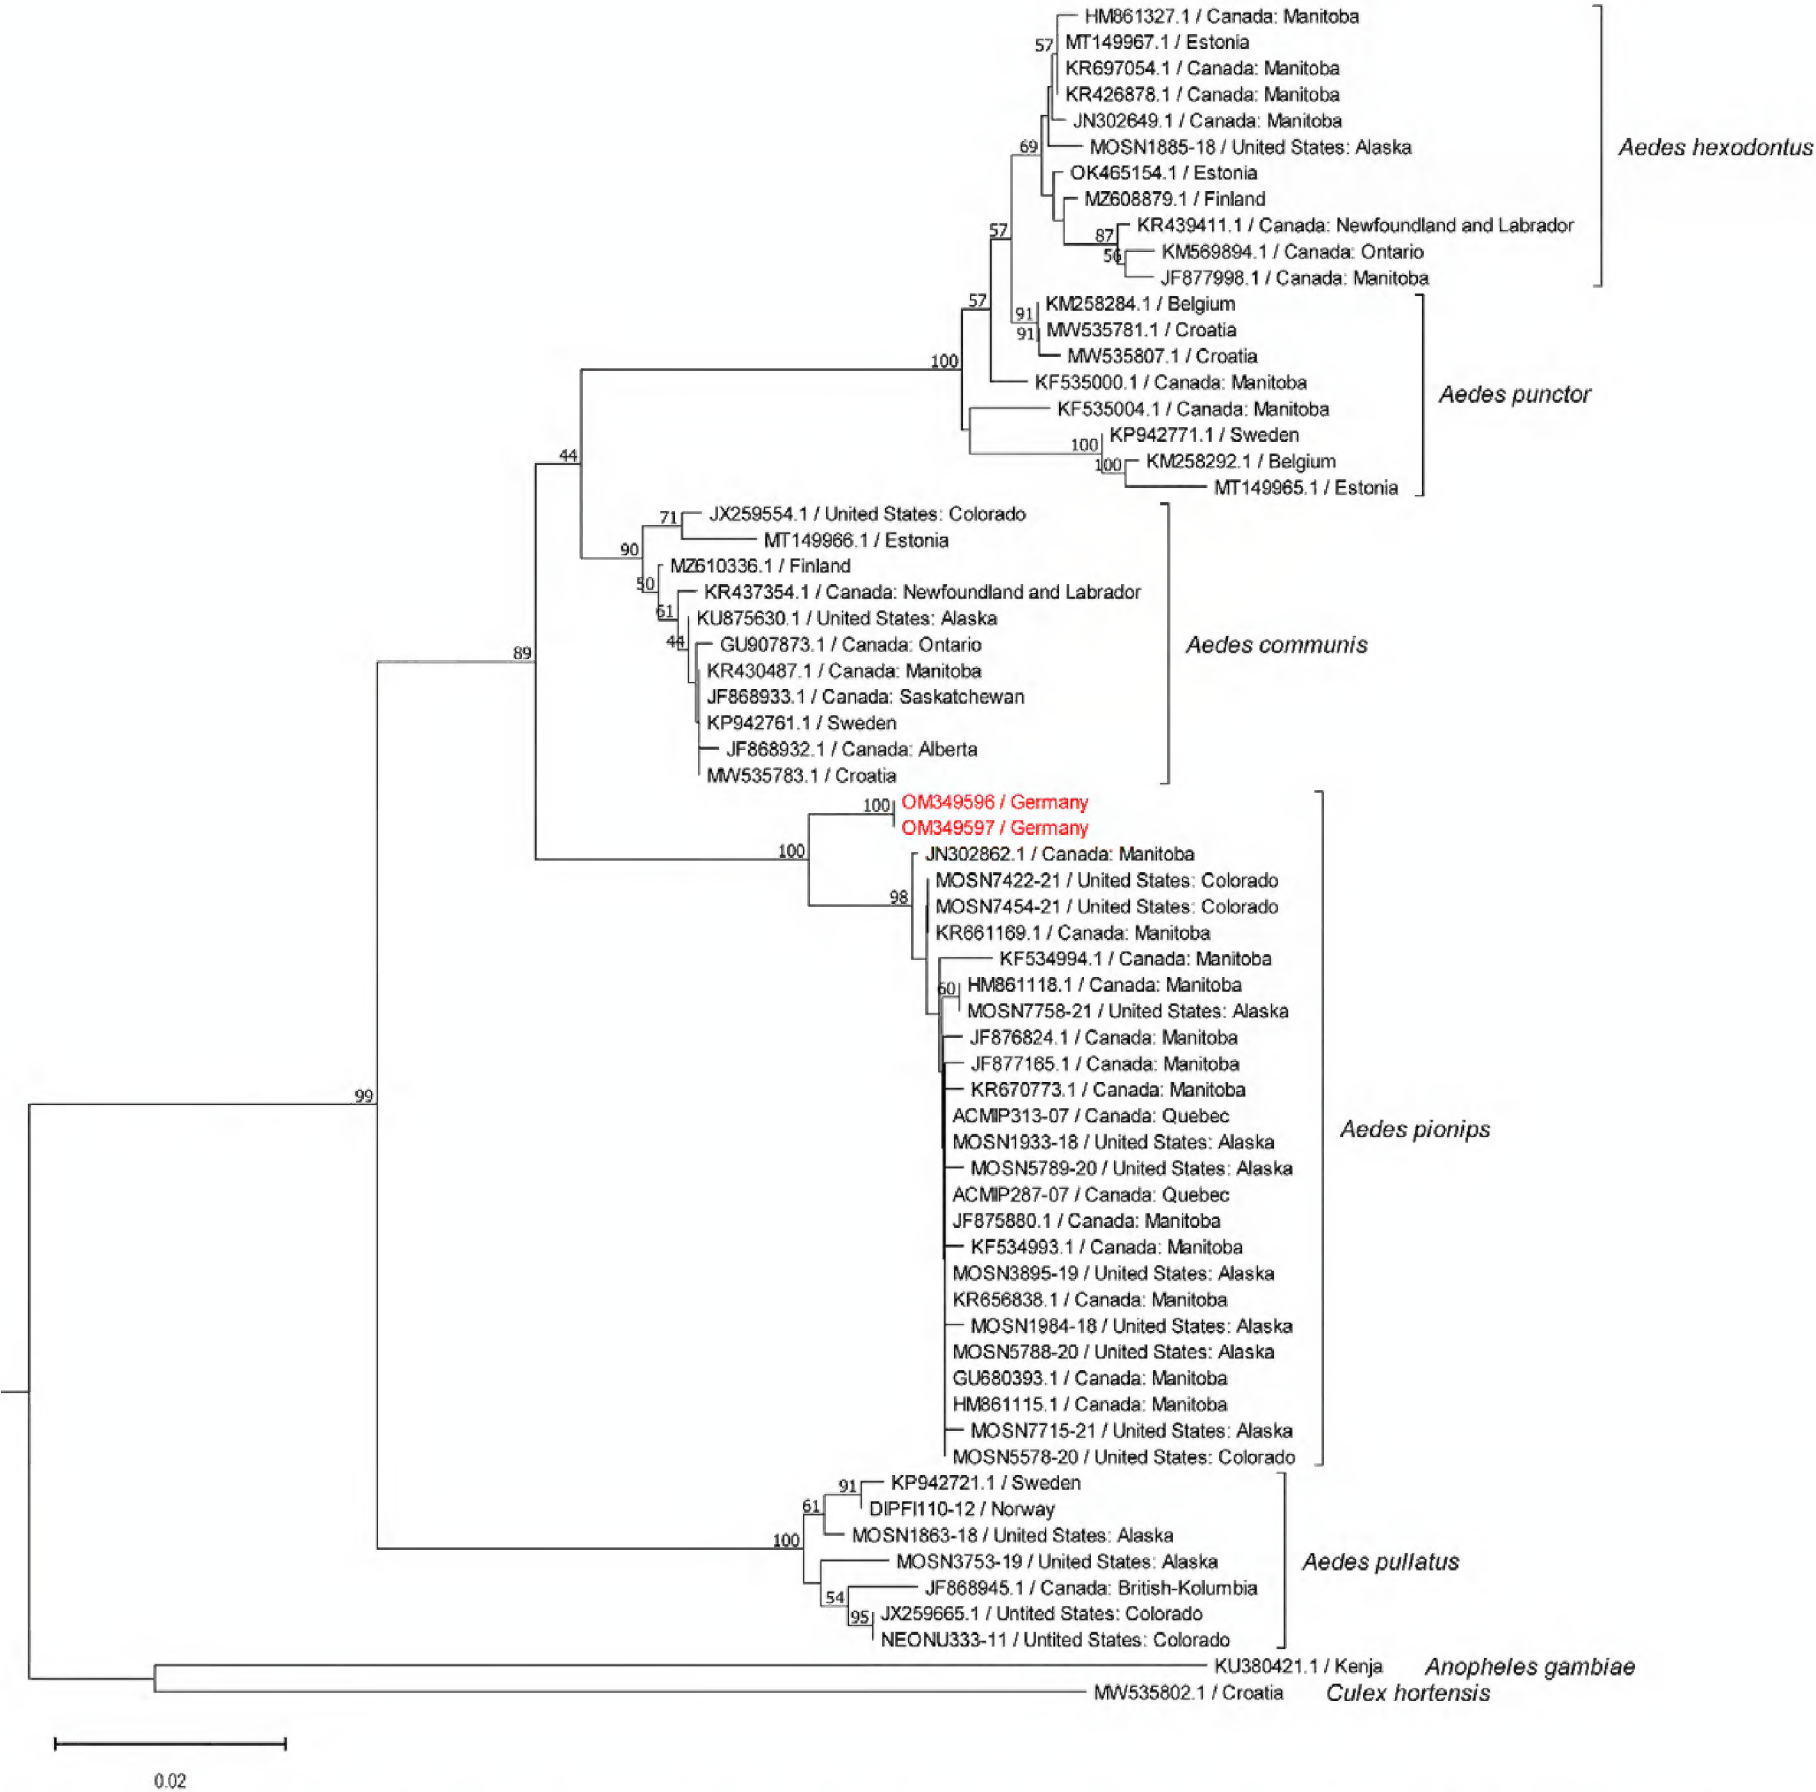 HM861327.1 / Canada: Manitoba
57
MT149967.1 / Estonia
KR697054.1 / Canada: Manitoba
KR426878.1 / Canada: Manitoba
JN302649.1 / Canada: Manitoba
69
MOSN1885-18 / United States: Alaska
Aedes hexodontus
OK465154.1 / Estonia
MZ608879.1 / Finland
KR439411.1 / Canada: Newfoundland and Labrador
57
87
KM569894.1 / Canada: Ontario
56
JF877998.1 / Canada: Manitoba
57
KM258284.1 / Belgium
91
MW535781.1 / Croatia
91
MW535807.1 / Croatia
100
KF535000.1 / Canada: Manitoba
Aedes punctor
KF535004.1 / Canada: Manitoba
KP942771.1 / Sweden
100
44
KM258292.1 / Belgium
100
MT149965.1 / Estonia
JX259554.1 / United States: Colorado
71
MT149966.1 / Estonia
90
MZ610336.1 / Finland
50
KR437354.1 / Canada: Newfoundland and Labrador
61
KU875630.1 / United States: Alaska
44
GU907873.1 / Canada: Ontario
Aedes communis
89
KR430487.1 / Canada: Manitoba
JF868933.1 / Canada: Saskatchewan
KP942761.1 / Sweden
JF868932.1 / Canada: Alberta
MW535783.1 / Croatia
100
OM349596 / Germany
OM349597 / Germany
100
JN302862.1 / Canada: Manitoba
MOSN7422-21 / United States: Colorado
98
MOSN7454-21 / United States: Colorado
KR661169.1 / Canada: Manitoba
KF534994.1 / Canada: Manitoba
60
HM861118.1 / Canada: Manitoba
MOSN7758-21 / United States: Alaska
JF876824.1 / Canada: Manitoba
JF877165.1 / Canada: Manitoba
99
KR670773.1 / Canada: Manitoba
ACMIP313-07 / Canada: Quebec
Aedes pionips
MOSN1933-18 / United States: Alaska
MOSN5789-20 / United States: Alaska
ACMIP287-07 / Canada: Quebec
JF875880.1 / Canada: Manitoba
KF534993.1 / Canada: Manitoba
MOSN3895-19 / United States: Alaska
KR656838.1 / Canada: Manitoba
MOSN1984-18 / United States: Alaska
MOSN5788-20 / United States: Alaska
GU680393.1 / Canada: Manitoba
HM861115.1 / Canada: Manitoba
MOSN7715-21 / United States: Alaska
MOSN5578-20 / United States: Colorado
91
KP942721.1 / Sweden
61
DIPFI110-12 / Norway
100
MOSN1863-18 / United States: Alaska
MOSN3753-19 / United States: Alaska
Aedes pullatus
JF868945.1 / Canada: British-Kolumbia
54
95
JX259665.1 / Untited States: Colorado
NEONU333-11 / Untited States: Colorado
KU380421.1 / Kenja Anopheles gambiae
MW535802.1 / Croatia Culex hortensis
0.02